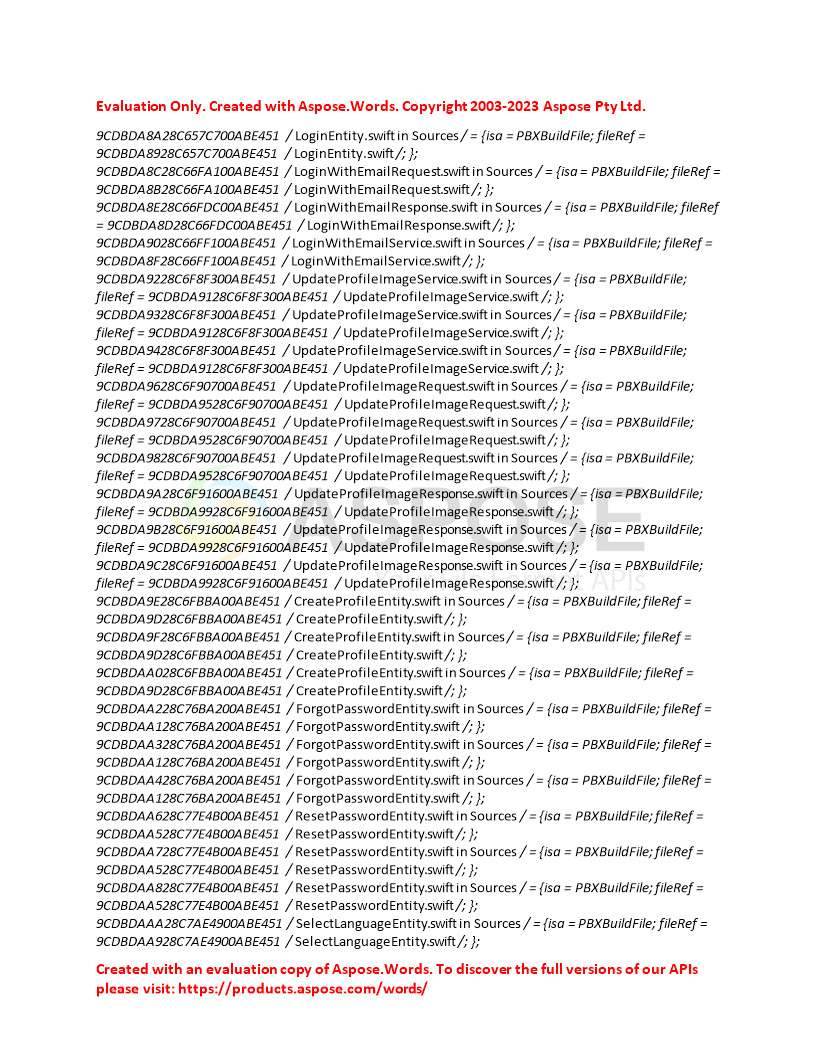 Evaluation Only. Created with Aspose.Words. Copyright 2003-2023 Aspose Pty Ltd.
9CDBDA8A28C657C700ABE451 / LoginEntity.swift in Sources / = {isa = PBXBuildFile; fileRef =
9CDBDA8928C657C700ABE451 / LoginEntity.swift /; };
9CDBDA8C28C66FA100ABE451 / LoginWithEmailRequest.swift in Sources / = {isa = PBXBuildFile; fileRef =
9CDBDA8B28C66FA100ABE451 / LoginWithEmailRequest.swift /; };
9CDBDA8E28C66FDC00ABE451 / LoginWithEmailResponse.swift in Sources / = {isa = PBXBuildFile; fileRef
= 9CDBDA8D28C66FDC00ABE451 / LoginWithEmailResponse.swift /; };
9CDBDA9028C66FF100ABE451 / LoginWithEmailService.swift in Sources / = {isa = PBXBuildFile; fileRef =
9CDBDA8F28C66FF100ABE451 / LoginWithEmailService.swift /; };
9CDBDA9228C6F8F300ABE451 / UpdateProfileImageService.swift in Sources / = {isa = PBXBuildFile;
fileRef = 9CDBDA9128C6F8F300ABE451 / UpdateProfileImageService.swift /; };
9CDBDA9328C6F8F300ABE451 / UpdateProfileImageService.swift in Sources / = {isa = PBXBuildFile;
fileRef = 9CDBDA9128C6F8F300ABE451 / UpdateProfileImageService.swift /; };
9CDBDA9428C6F8F300ABE451 / UpdateProfileImageService.swift in Sources / = {isa = PBXBuildFile;
fileRef = 9CDBDA9128C6F8F300ABE451 / UpdateProfileImageService.swift /; };
9CDBDA9628C6F90700ABE451 / UpdateProfileImageRequest.swift in Sources / = {isa = PBXBuildFile;
fileRef = 9CDBDA9528C6F90700ABE451 / UpdateProfileImageRequest.swift /; };
9CDBDA9728C6F90700ABE451 / UpdateProfileImageRequest.swift in Sources / = {isa = PBXBuildFile;
fileRef = 9CDBDA9528C6F90700ABE451 / UpdateProfileImageRequest.swift /; };
9CDBDA9828C6F90700ABE451 / UpdateProfileImageRequest.swift in Sources / = {isa = PBXBuildFile;
fileRef = 9CDBDA9528C6F90700ABE451 / UpdateProfileImageRequest.swift /; };
9CDBDA9A28C6F91600ABE451 / UpdateProfileImageResponse.swift in Sources / = {isa = PBXBuildFile;
fileRef = 9CDBDA9928C6F91600ABE451 / UpdateProfileImageResponse.swift /; };
9CDBDA9B28C6F91600ABE451 / UpdateProfileImageResponse.swift in Sources / = {isa = PBXBuildFile;
fileRef = 9CDBDA9928C6F91600ABE451 / UpdateProfileImageResponse.swift /; };
9CDBDA9C28C6F91600ABE451 / UpdateProfileImageResponse.swift in Sources / = {isa = PBXBuildFile;
fileRef = 9CDBDA9928C6F91600ABE451 / UpdateProfileImageResponse.swift /; };
9CDBDA9E28C6FBBA00ABE451 / CreateProfileEntity.swift in Sources / = {isa = PBXBuildFile; fileRef =
9CDBDA9D28C6FBBA00ABE451 / CreateProfileEntity.swift /; };
9CDBDA9F28C6FBBA00ABE451 / CreateProfileEntity.swift in Sources / = {isa = PBXBuildFile; fileRef =
9CDBDA9D28C6FBBA00ABE451 / CreateProfileEntity.swift /; };
9CDBDAA028C6FBBA00ABE451 / CreateProfileEntity.swift in Sources / = {isa = PBXBuildFile; fileRef =
9CDBDA9D28C6FBBA00ABE451 / CreateProfileEntity.swift /; };
9CDBDAA228C76BA200ABE451 / ForgotPasswordEntity.swift in Sources / = {isa = PBXBuildFile; fileRef =
9CDBDAA128C76BA200ABE451 / ForgotPasswordEntity.swift /; };
9CDBDAA328C76BA200ABE451 / ForgotPasswordEntity.swift in Sources / = {isa = PBXBuildFile; fileRef =
9CDBDAA128C76BA200ABE451 / ForgotPasswordEntity.swift /; };
9CDBDAA428C76BA200ABE451 / ForgotPasswordEntity.swift in Sources / = {isa = PBXBuildFile; fileRef =
9CDBDAA128C76BA200ABE451 / ForgotPasswordEntity.swift /; };
9CDBDAA628C77E4B00ABE451 / ResetPasswordEntity.swift in Sources / = {isa = PBXBuildFile; fileRef =
9CDBDAA528C77E4B00ABE451 / ResetPasswordEntity.swift /; };
9CDBDAA728C77E4B00ABE451 / ResetPasswordEntity.swift in Sources / = {isa = PBXBuildFile; fileRef =
9CDBDAA528C77E4B00ABE451 / ResetPasswordEntity.swift /; };
9CDBDAA828C77E4B00ABE451 / ResetPasswordEntity.swift in Sources / = {isa = PBXBuildFile; fileRef =
9CDBDAA528C77E4B00ABE451 / ResetPasswordEntity.swift /; };
9CDBDAAA28C7AE4900ABE451 / SelectLanguageEntity.swift in Sources / = {isa = PBXBuildFile; fileRef =
9CDBDAA928C7AE4900ABE451 / SelectLanguageEntity.swift /; };
ASPOSE
APIs
Created with an evaluation copy of Aspose.Words. To discover the full versions of our APIs
please visit: https://products.aspose.com/words/